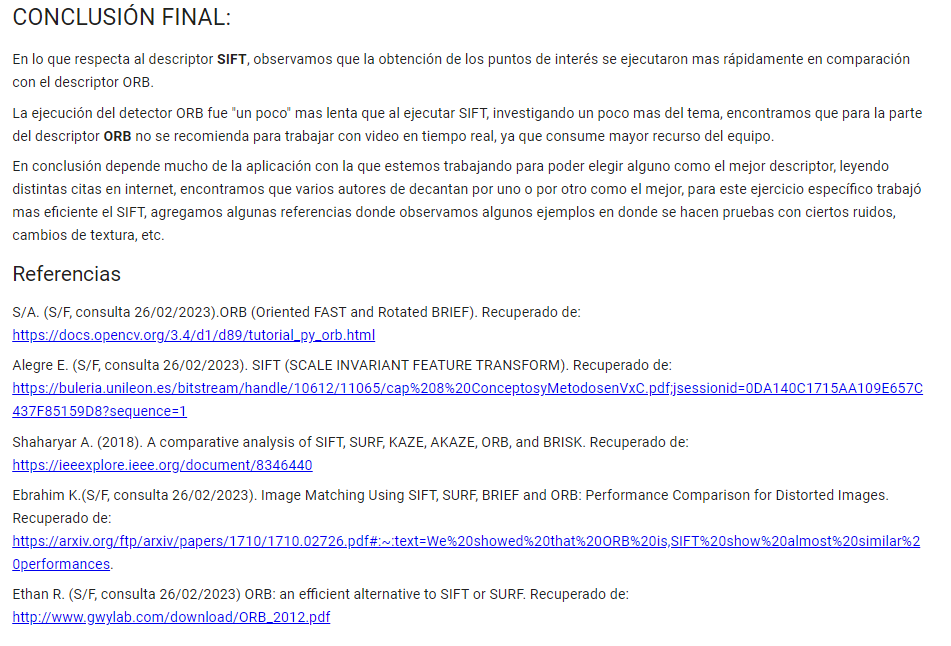 CONCLUSIÓN FINAL:
En lo que respecta al descriptor SIFT, observamos que la obtención de los puntos de interés se ejecutaron mas rápidamente en comparación
con el descriptor ORB.
La ejecución del detector ORB fue "un poco" mas lenta que al ejecutar SIFT, investigando un poco mas del tema, encontramos que para la parte
del descriptor ORB no se recomienda para trabajar con video en tiempo real, ya que consume mayor recurso del equipo.
En conclusión depende mucho de la aplicación con la que estemos trabajando para poder elegir alguno como el mejor descriptor, leyendo
distintas citas en internet, encontramos que varios autores de decantan por uno o por otro como el mejor, para este ejercicio específico trabajó
mas eficiente el SIFT, agregamos algunas referencias donde observamos algunos ejemplos en donde se hacen pruebas con ciertos ruidos,
cambios de textura, etc.
Referencias
S/A. (S/F, consulta 26/02/2023).ORB (Oriented FAST and Rotated BRIEF). Recuperado de:
https://docs.opencv.org/3.4/d1/d89/tutorial_py_orb.html
Alegre E. (S/F, consulta 26/02/2023). SIFT (SCALE INVARIANT FEATURE TRANSFORM). Recuperado de:
https://buleria.unileon.es/bitstream/handle/10612/11065/cap%208%20ConceptosyMetodosenVxC.pdf;jsessionid=0DA140C1715AA109E657C
437F85159D8?sequence=1
Shaharyar A. (2018). A comparative analysis of SIFT, SURF, KAZE, AKAZE, ORB, and BRISK. Recuperado de:
https://ieeexplore.ieee.org/document/8346440
Ebrahim K.(S/F, consulta 26/02/2023). Image Matching Using SIFT, SURF, BRIEF and ORB: Performance Comparison for Distorted Images.
Recuperado de:
https://arxiv.org/ftp/arxiv/papers/1710/1710.02726.pdf#:~:text=We%20showed%20that%20ORB%20is,SIFT%20show%20almost%20similar%2
0performances.
Ethan R. (S/F, consulta 26/02/2023) ORB: an efficient alternative to SIFT or SURF. Recuperado de:
http://www.gwylab.com/download/ORB_2012.pdf